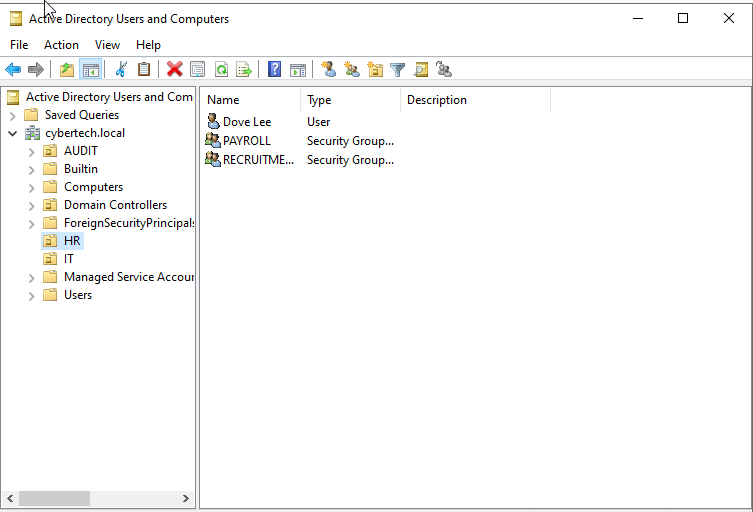 Active Directory Users and Computers
File Action View Help
Active Directory Users and Com
Saved Queries
cybertech.local
AUDIT
Builtin
Computers
Domain Controllers
ForeignSecurityPrincipals
HR
IT
Managed Service Accour
Users
Name Type Description
Dove Lee User
PAYROLL Security Group...
RECRUITME... Security Group...